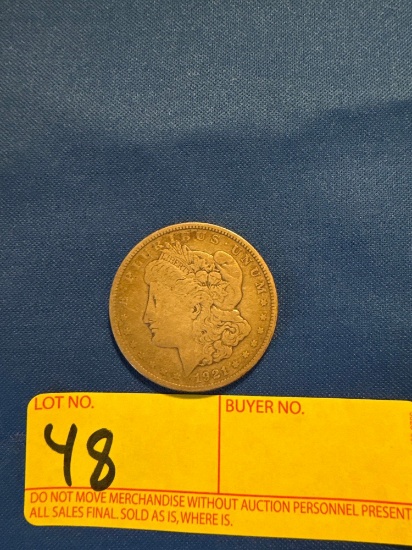 E·PLURIBUS·UNUM
1921
LOT NO.
BUYER NO.
48
DO NOT MOVE MERCHANDISE WITHOUT AUCTION PERSONNEL PRESENT
ALL SALES FINAL. SOLD AS IS, WHERE IS.